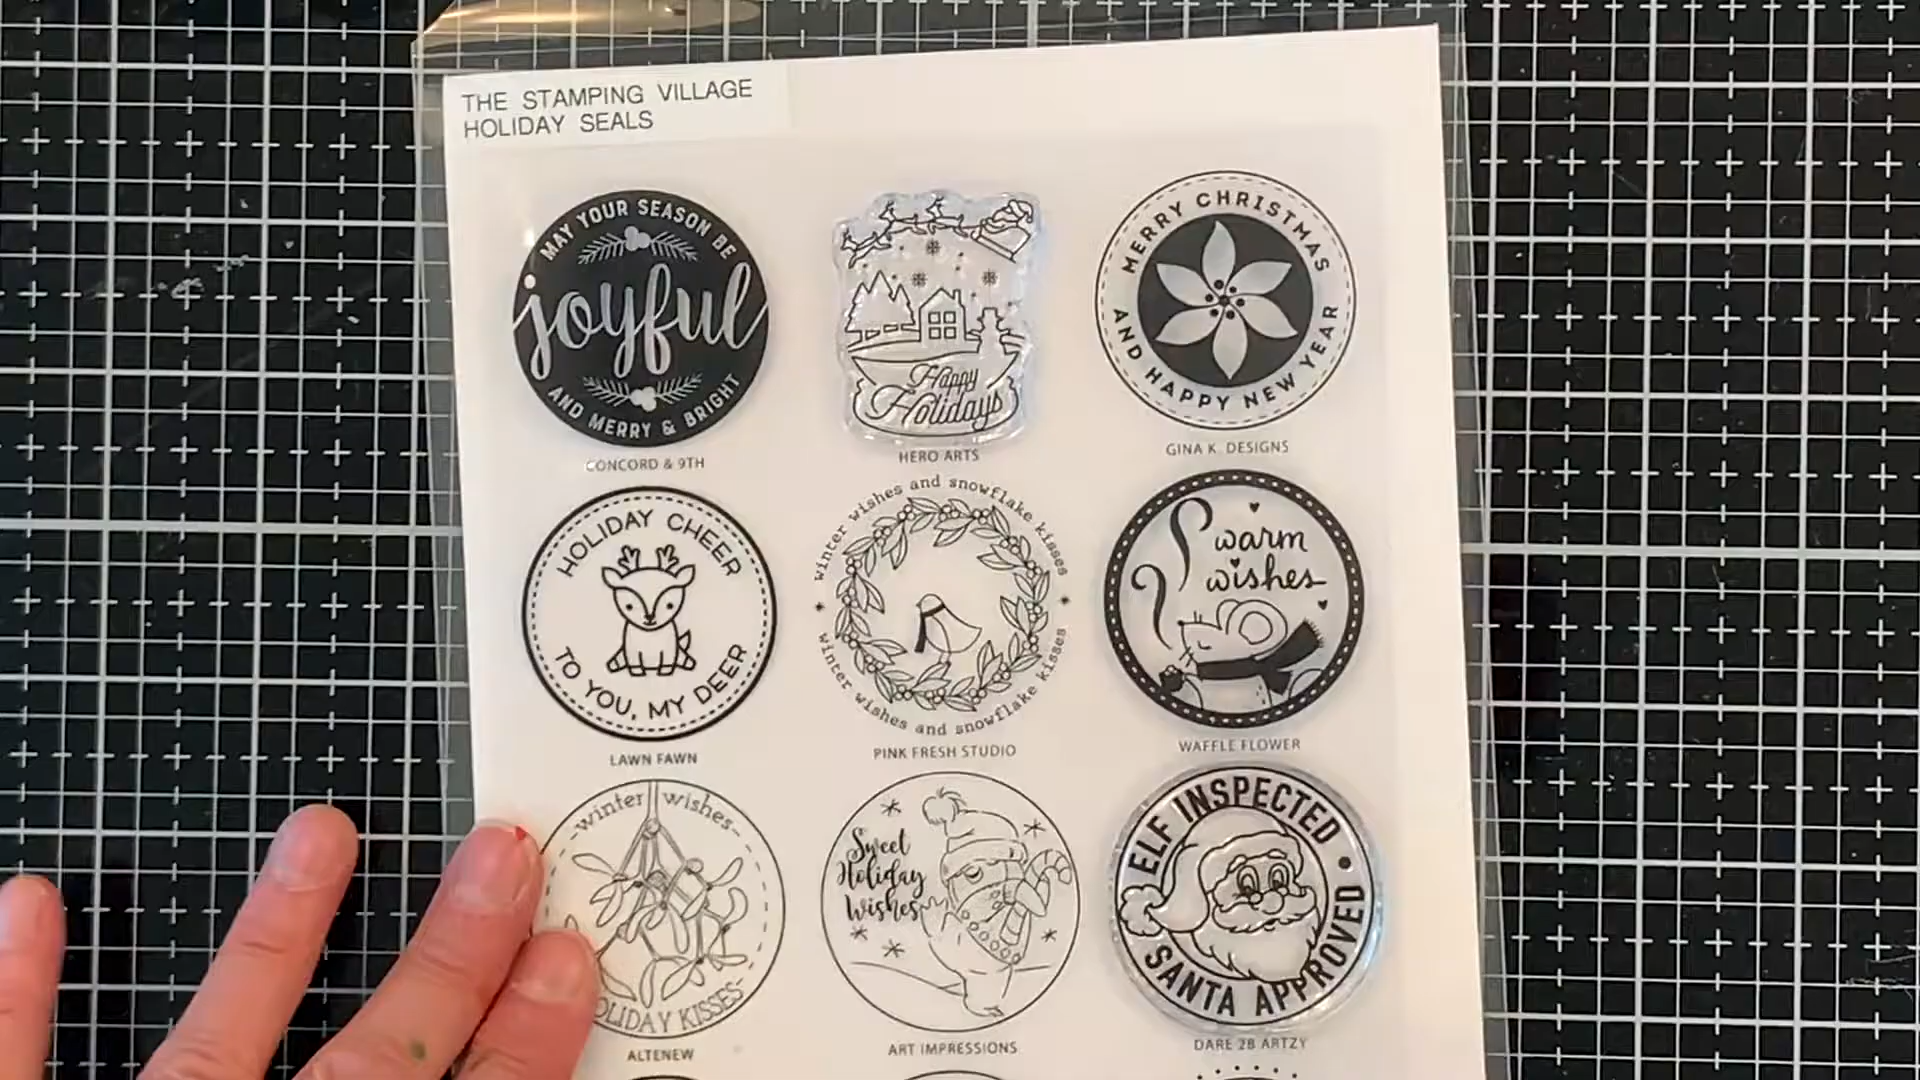 THE STAMPING VILLAGE
HOLIDAY SEALS
MAY YOUR SEASON BE
joyful
AND MERRY & BRIGHT
CONCORD & 9TH
Happy
Holidays
HERO ARTS
MERRY CHRISTMAS
AND HAPPY NEW YEAR
GINA K. DESIGNS
HOLIDAY CHEER
TO YOU, MY DEER
LAWN FAWN
winter wishes and snowflake kisses
winter wishes and snowflake kisses
PINK FRESH STUDIO
warm
wishes
WAFFLE FLOWER
-winter wishes-
OLIDAY KISSES-
ALTENEW
Sweet
Holiday
Wishes
ART IMPRESSIONS
ELF INSPECTED
SANTA APPROVED
DARE 2B ARTZY